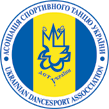 АСОЦІАЦІЯ СПОРТИВНОГО ТАНЦЮ УКРАЇНИ
UKRAINIAN DANCESPORT ASSOCIATION